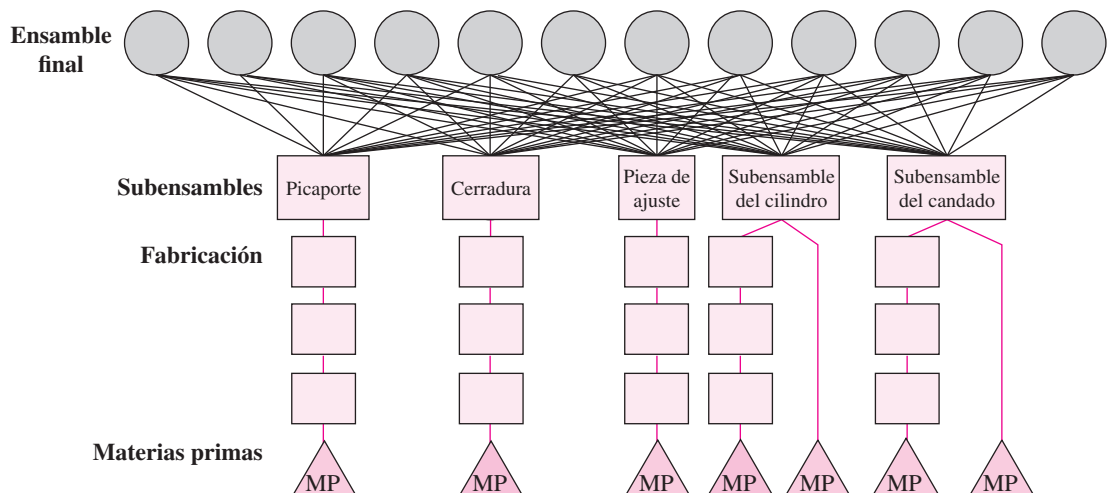 Ensamble
final
Subensambles
Picaporte
Cerradura
Pieza de
ajuste
Subensamble
del cilindro
Subensamble
del candado
Fabricación
Materias primas
MP
MP
MP
MP
MP
MP
MP